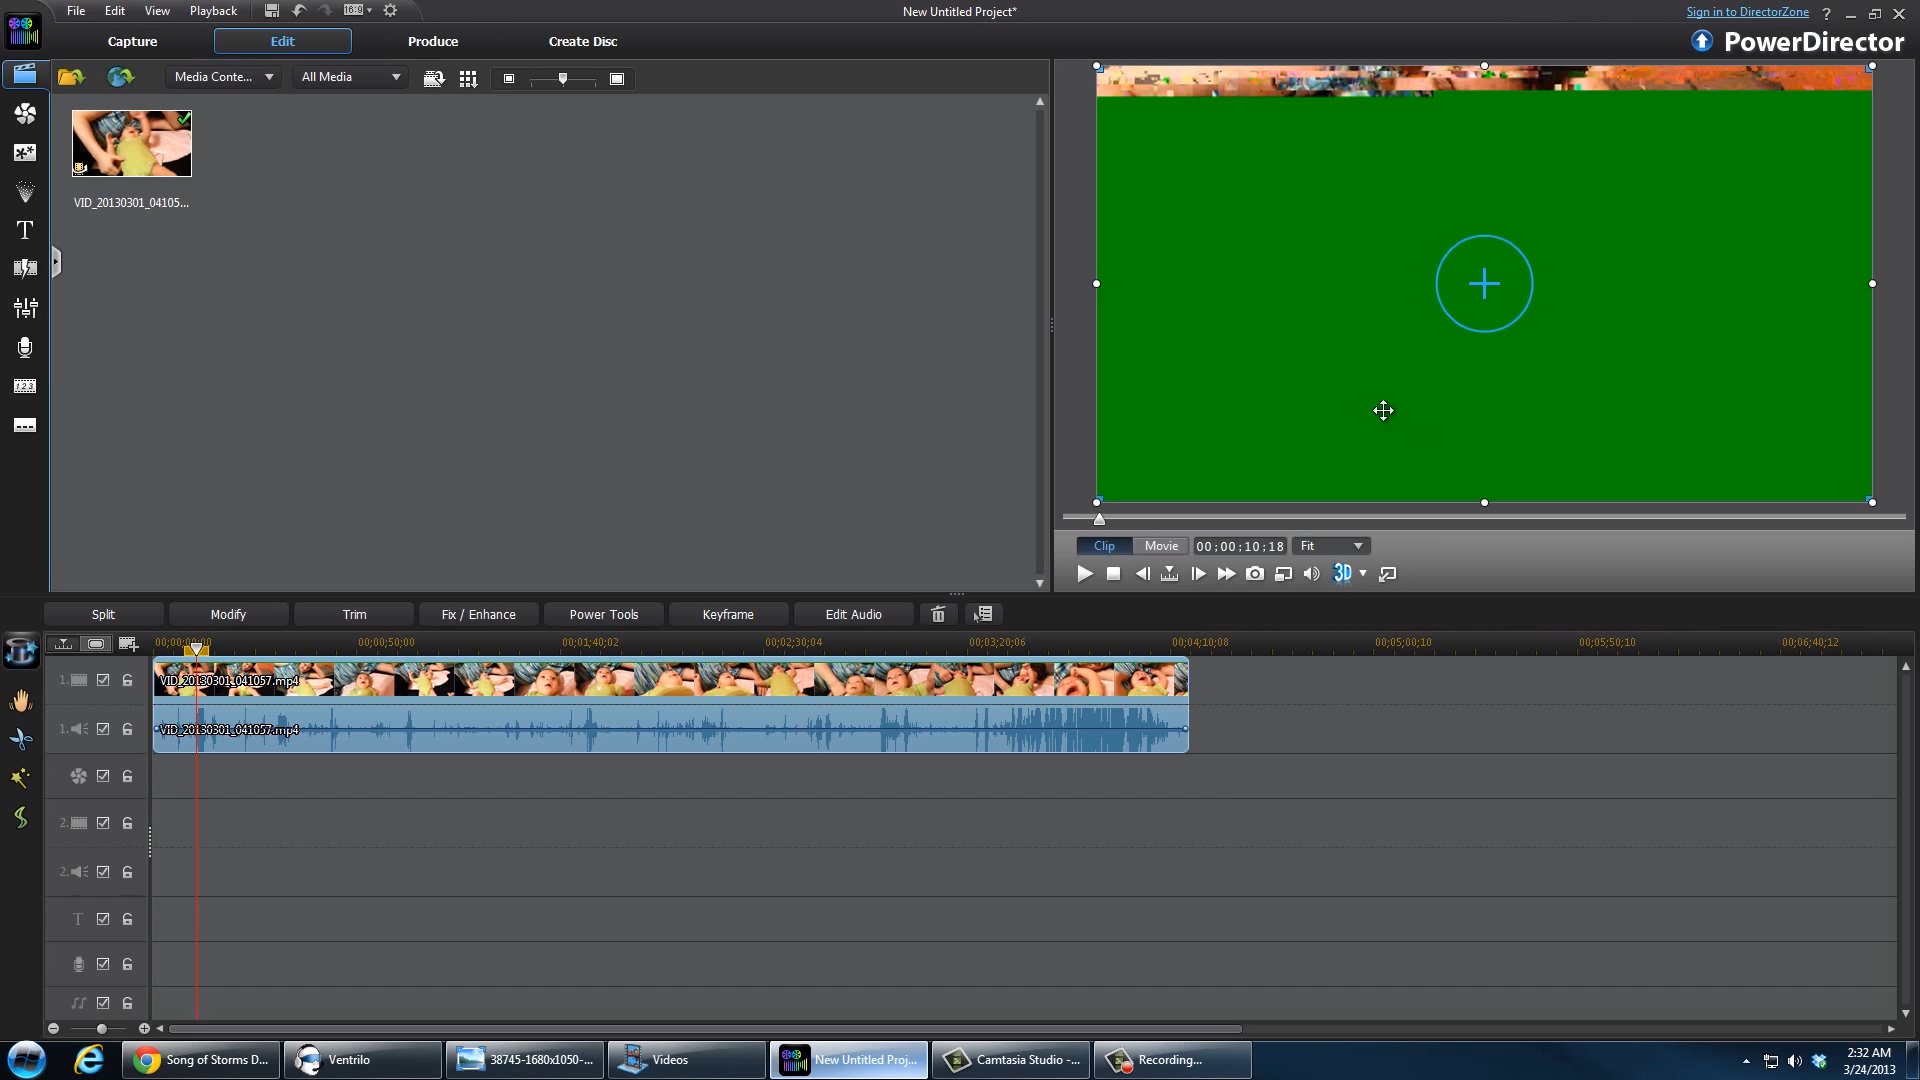 File Edit View Playback 16:9 New Untitled Project* Sign in to DirectorZone ?
Capture Edit Produce Create Disc PowerDirector
Media Conte... All Media
VID_20130301_04105...
T
1 2 3
Clip Movie 00;00;10;18 Fit
3D
Split Modify Trim Fix / Enhance Power Tools Keyframe Edit Audio
00;00;00;00 00;00;50;00 00;01;40;02 00;02;30;04 00;03;20;06 00;04;10;08 00;05;00;10 00;05;50;10 00;06;40;12
1. VID_20130301_041057.mp4
1. VID_20130301_041057.mp4
2.
2.
T
Song of Storms D... Ventrilo 38745-1680x1050-... Videos New Untitled Proj... Camtasia Studio -... Recording... 2:32 AM
3/24/2013